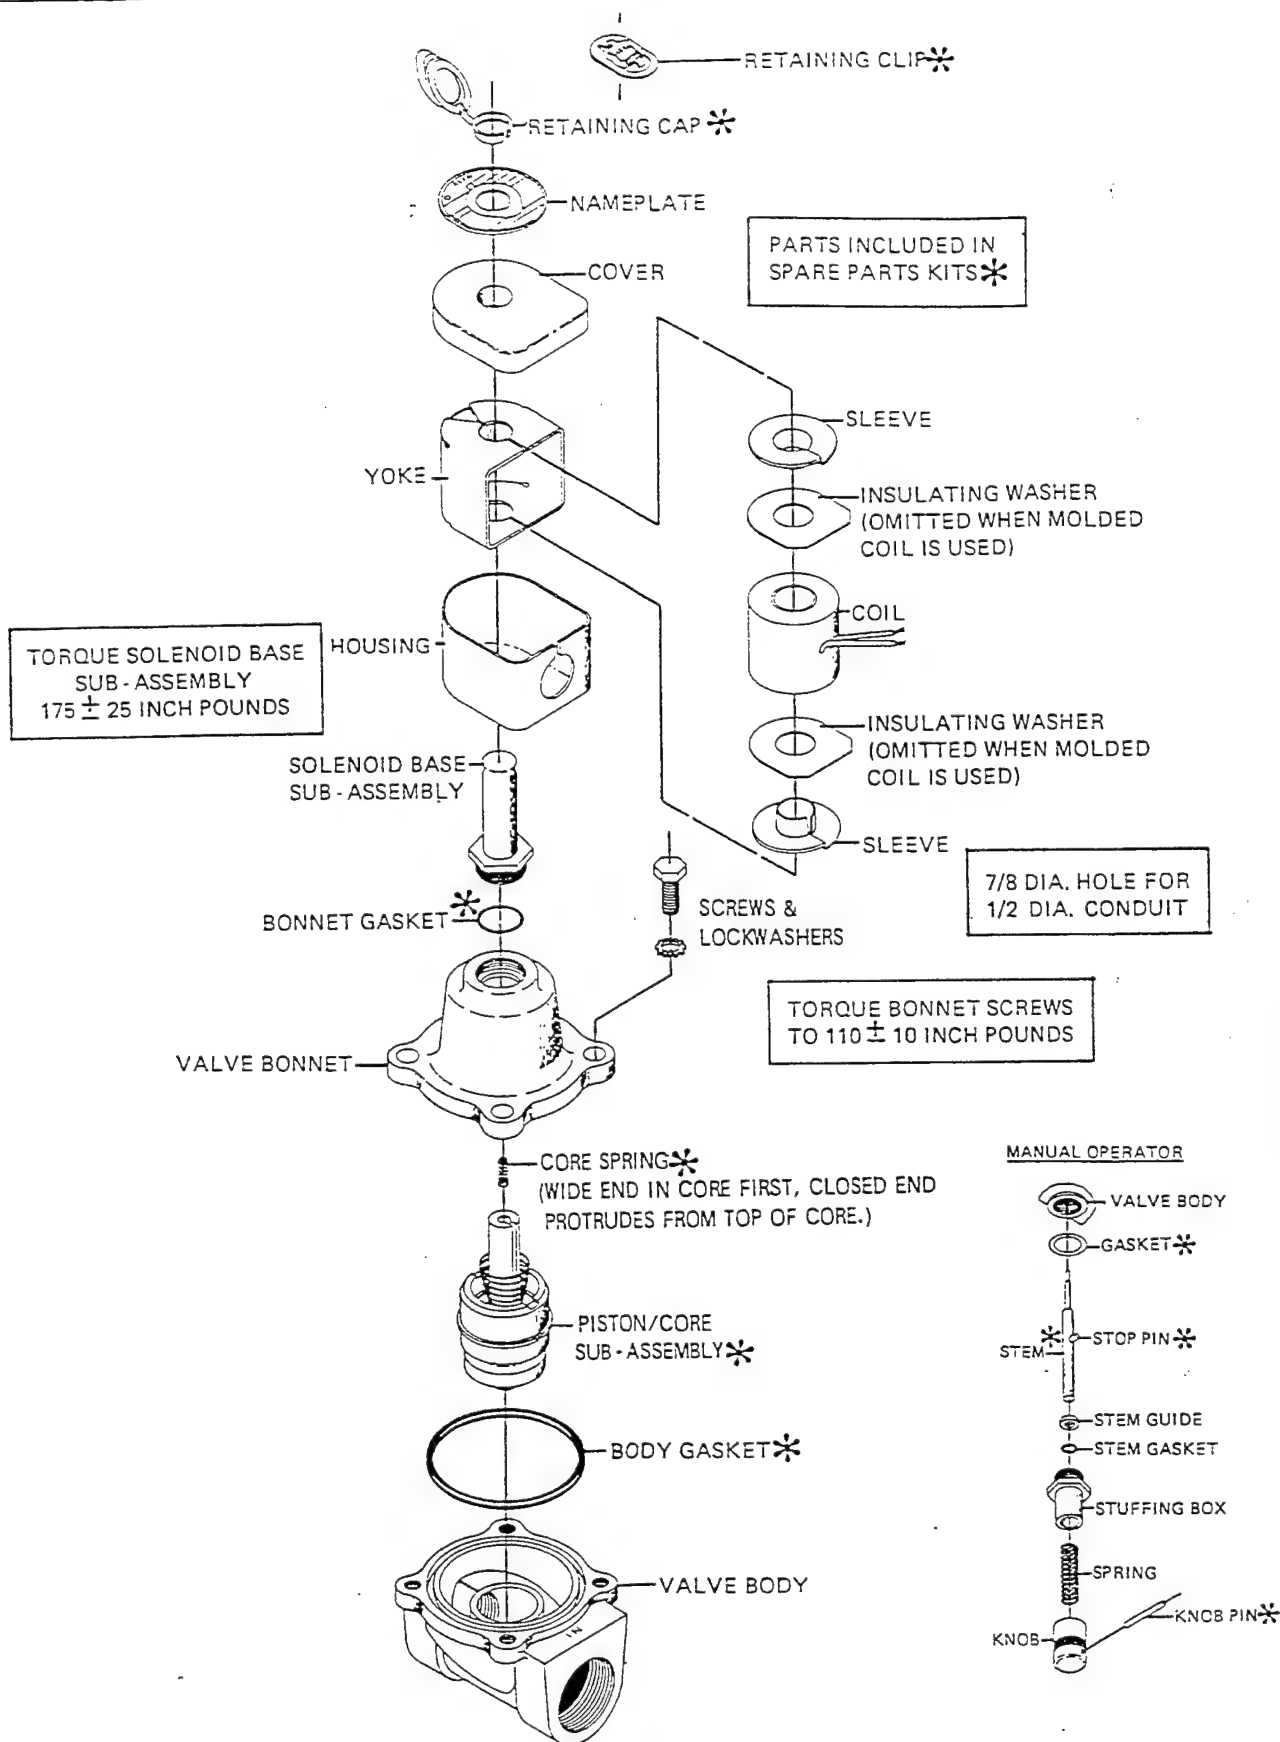 RETAINING CLIP*
RETAINING CAP*
NAMEPLATE
PARTS INCLUDED IN
SPARE PARTS KITS*
COVER
SLEEVE
YOKE
INSULATING WASHER
(OMITTED WHEN MOLDED
COIL IS USED)
COIL
TORQUE SOLENOID BASE
SUB-ASSEMBLY
175 ± 25 INCH POUNDS
HOUSING
INSULATING WASHER
(OMITTED WHEN MOLDED
COIL IS USED)
SOLENOID BASE
SUB-ASSEMBLY
SLEEVE
7/8 DIA. HOLE FOR
1/2 DIA. CONDUIT
BONNET GASKET*
SCREWS &
LOCKWASHERS
TORQUE BONNET SCREWS
TO 110 ± 10 INCH POUNDS
VALVE BONNET
CORE SPRING*
(WIDE END IN CORE FIRST, CLOSED END
PROTRUDES FROM TOP OF CORE.)
PISTON/CORE
SUB-ASSEMBLY*
BODY GASKET*
VALVE BODY
IN
MANUAL OPERATOR
VALVE BODY
GASKET*
STEM*
STOP PIN*
STEM GUIDE
STEM GASKET
STUFFING BOX
SPRING
KNOB PIN*
KNOB